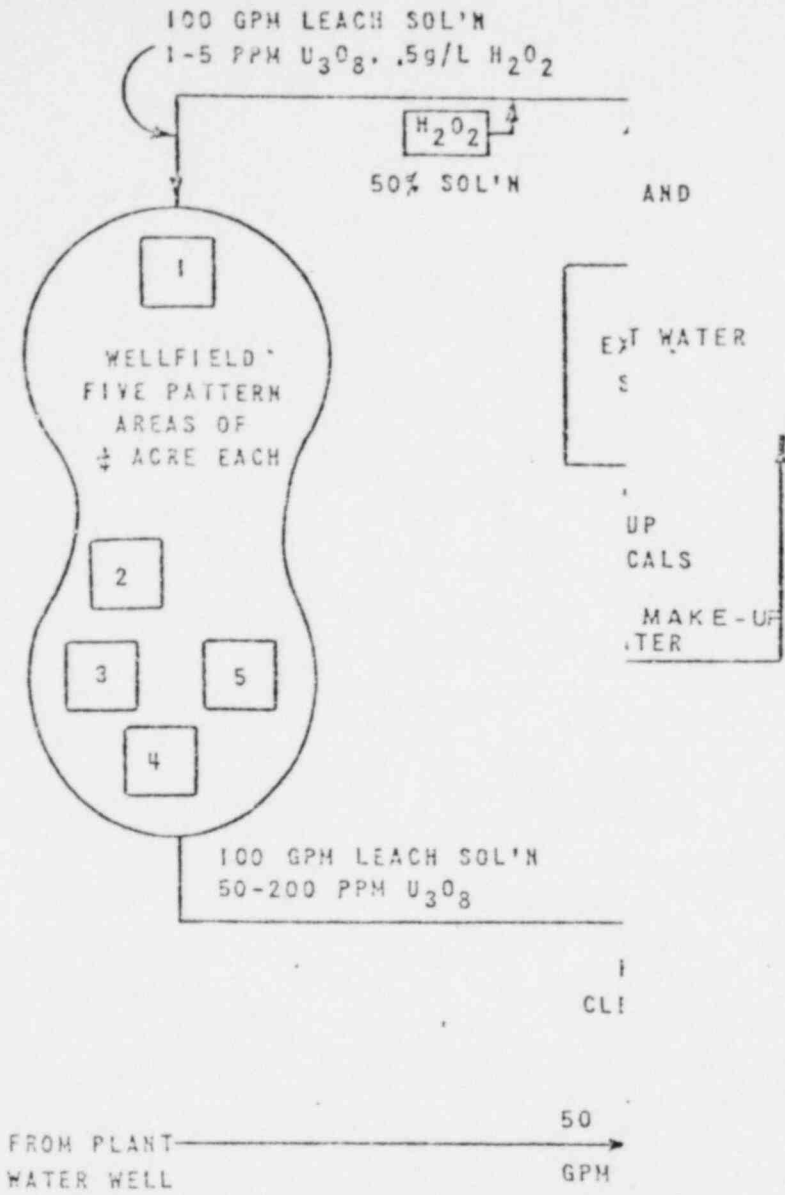 100 GPM LEACH SOL'N
1-5 PPM U₃O₈. .5g/L H₂O₂
H₂O₂
50% SOL'N
AND
1
WELLFIELD
FIVE PATTERN
AREAS OF
¼ ACRE EACH
T WATER
2
3
5
4
UP
CALS
MAKE-UP
TER
100 GPM LEACH SOL'N
50-200 PPM U₃O₈
50
FROM PLANT
WATER WELL
GPM